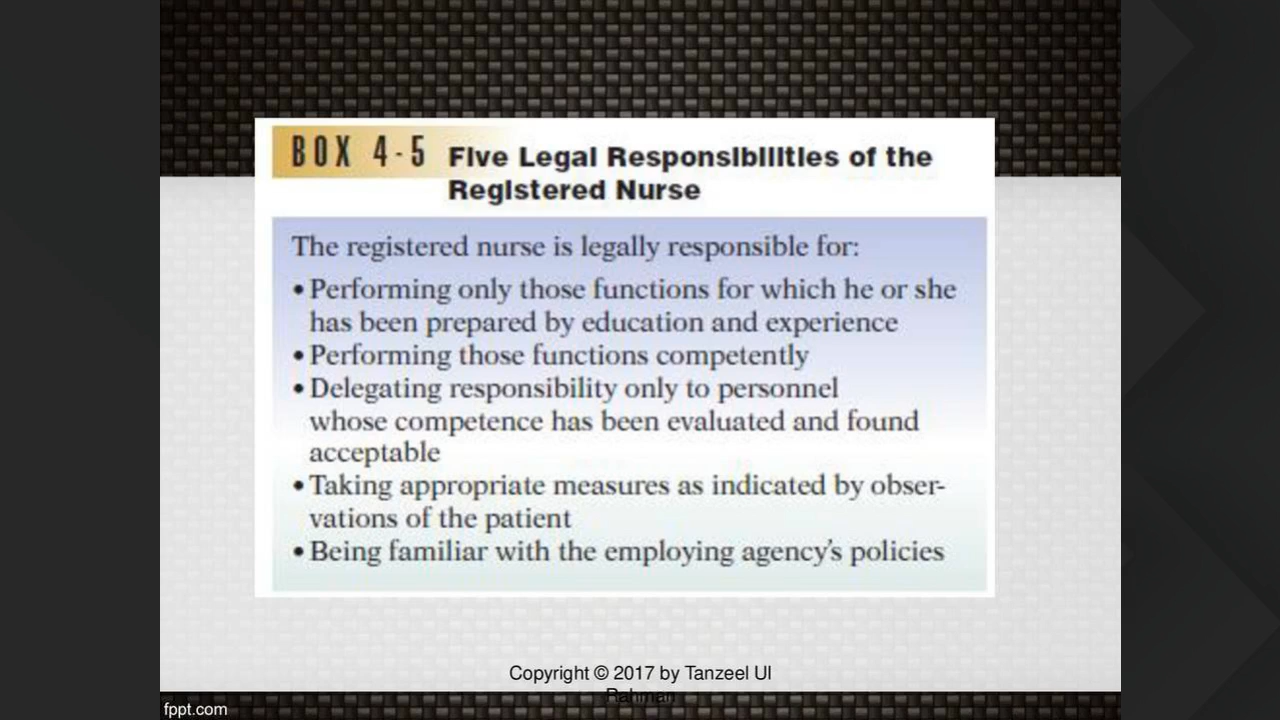 BOX 4-5 Five Legal Responsibilities of the
Registered Nurse
The registered nurse is legally responsible for:
• Performing only those functions for which he or she
has been prepared by education and experience
• Performing those functions competently
• Delegating responsibility only to personnel
whose competence has been evaluated and found
acceptable
• Taking appropriate measures as indicated by obser-
vations of the patient
• Being familiar with the employing agency's policies
Copyright © 2017 by Tanzeel Ul
Rahman
fppt.com